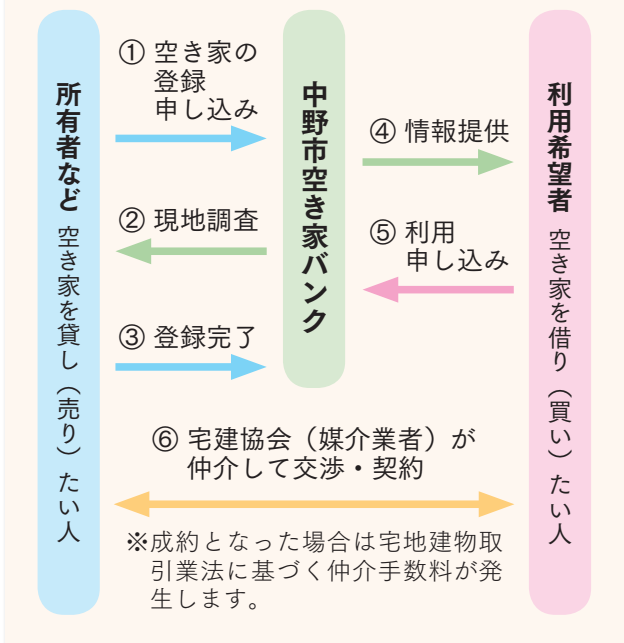 所有者など 空き家を貸し（売り）たい人
① 空き家の
登録
申し込み
② 現地調査
③ 登録完了
中野市空き家バンク
④ 情報提供
⑤ 利用
申し込み
利用希望者 空き家を借り（買い）たい人
⑥ 宅建協会（媒介業者）が
仲介して交渉・契約
※成約となった場合は宅地建物取
引業法に基づく仲介手数料が発
生します。